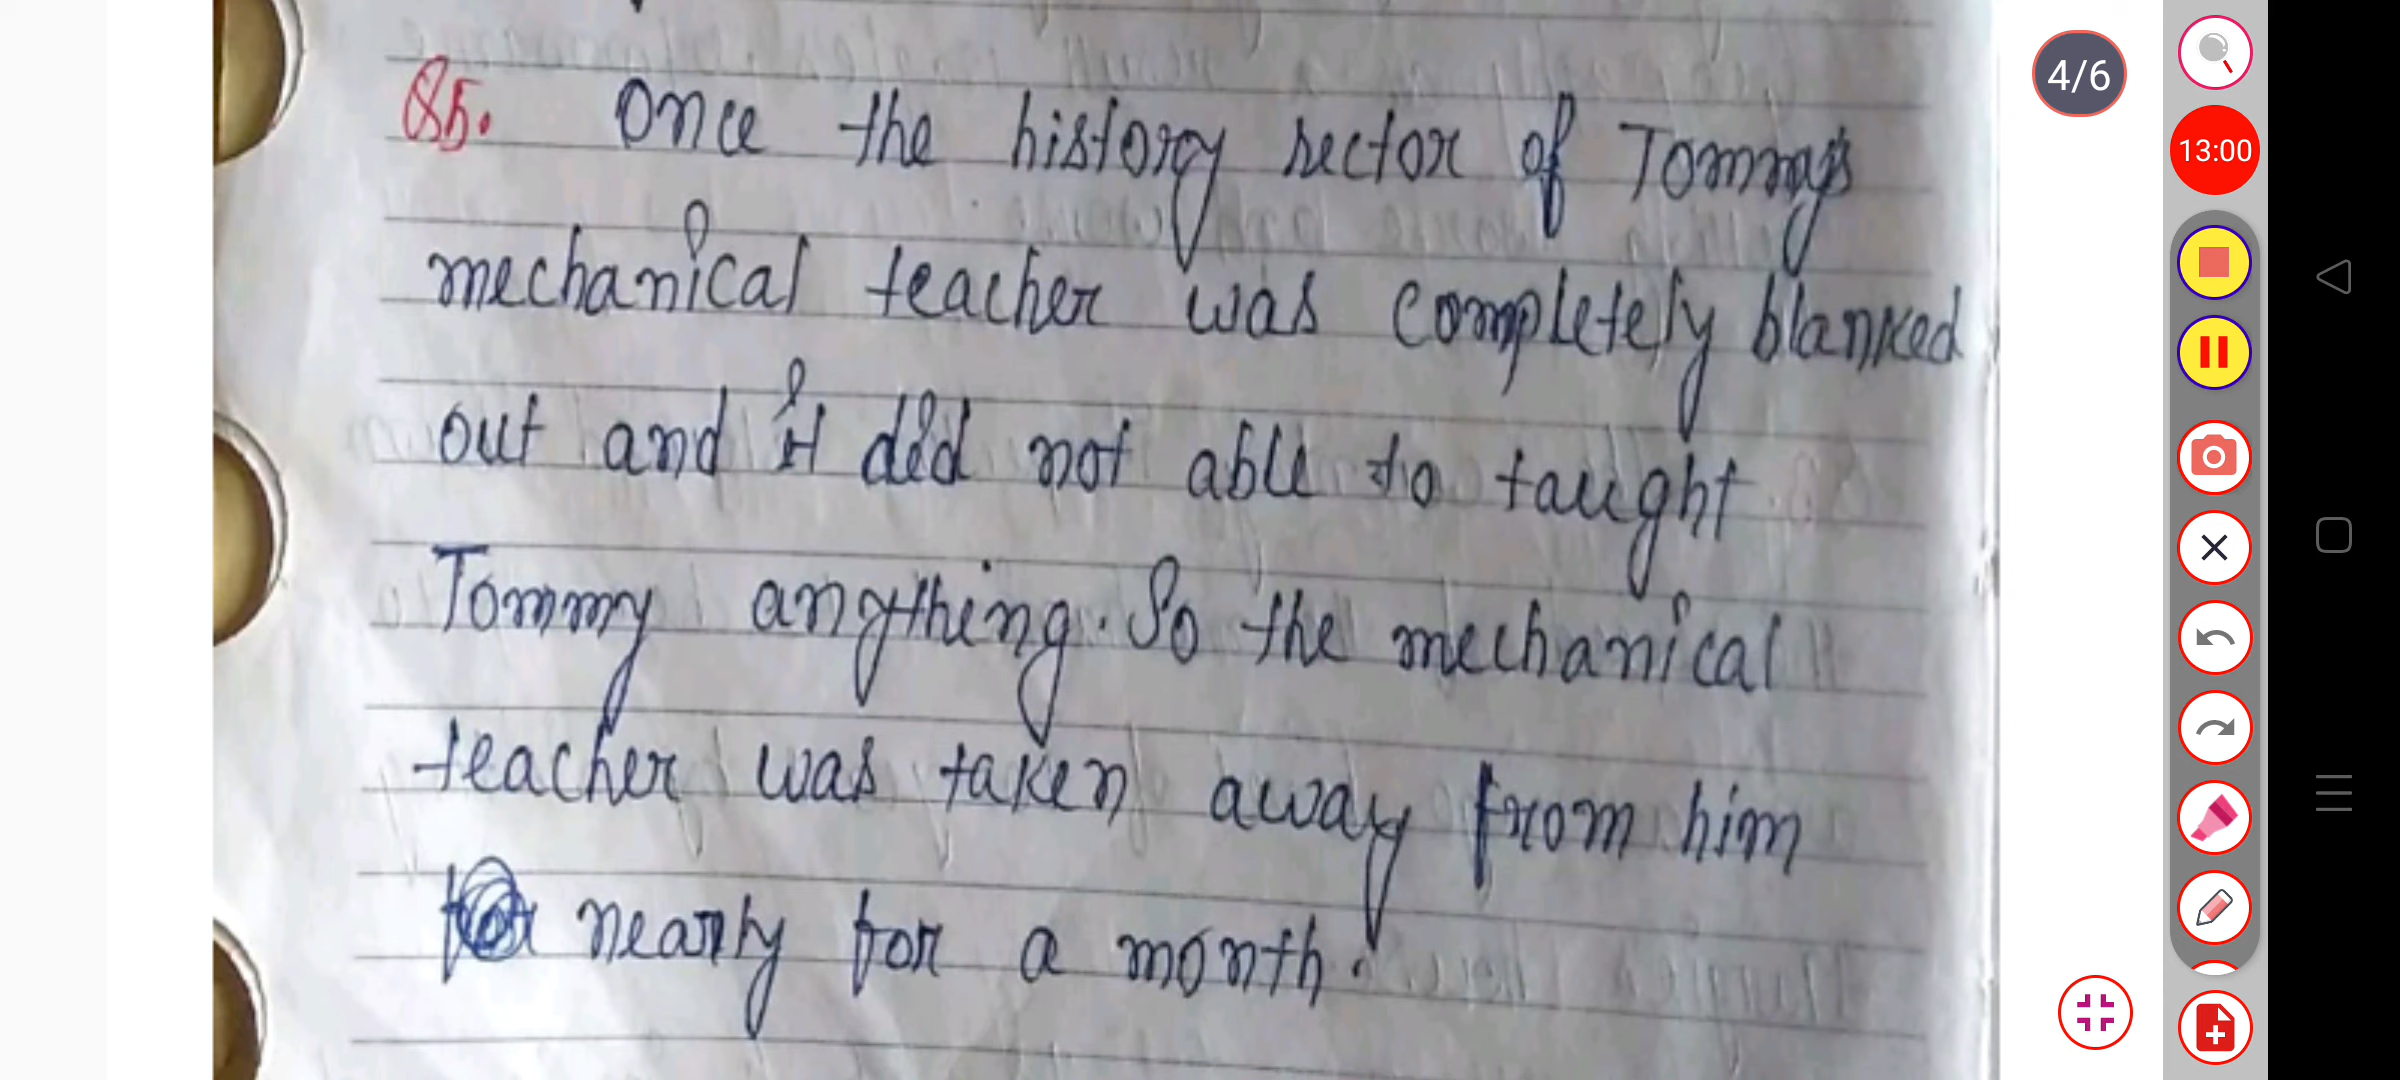 4/6
13:00
Q5. Once the history sector of Tommy's
mechanical teacher was completely blanked
out and it did not able to taught
Tommy anything. So the mechanical
teacher was taken away from him
nearly for a month.